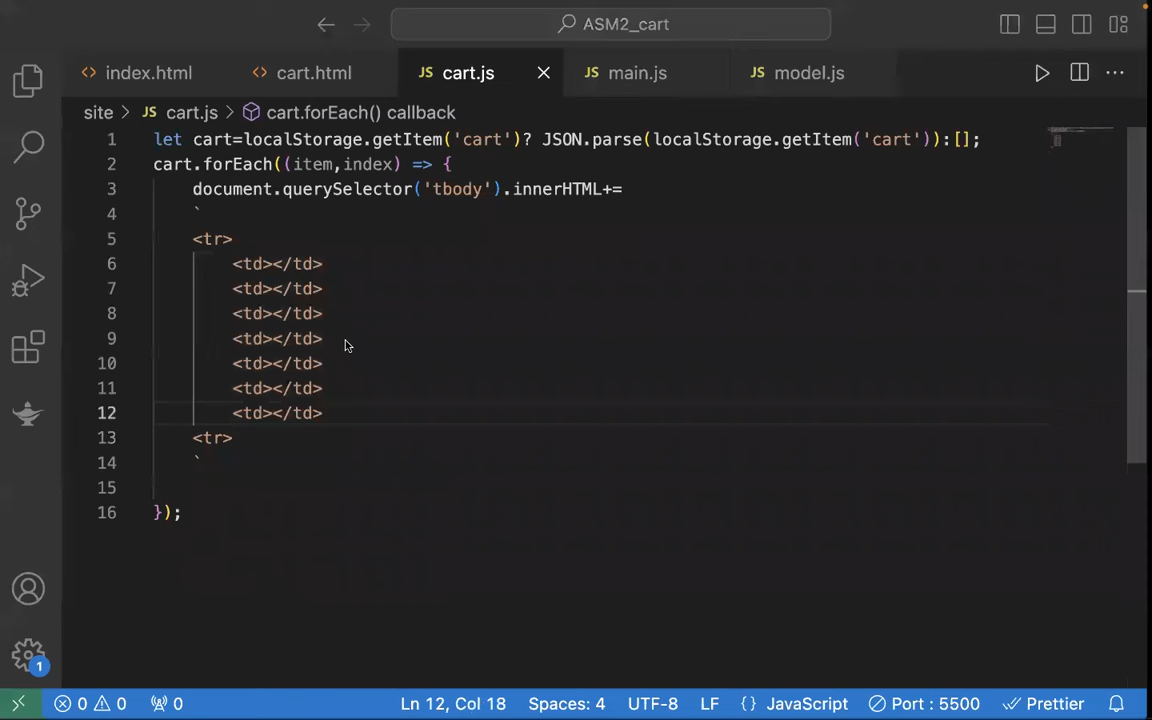 ASM2_cart
index.html
cart.html
JS cart.js
JS main.js
JS model.js
site > JS cart.js > cart.forEach() callback
1 let cart=localStorage.getItem('cart')? JSON.parse(localStorage.getItem('cart')):[];
2 cart.forEach((item,index) => {
3 document.querySelector('tbody').innerHTML+=
4 `
5 <tr>
6 <td></td>
7 <td></td>
8 <td></td>
9 <td></td>
10 <td></td>
11 <td></td>
12 <td></td>
13 <tr>
14 `
15
16 });
1
0 0 0 Ln 12, Col 18 Spaces: 4 UTF-8 LF {} JavaScript Port : 5500 Prettier